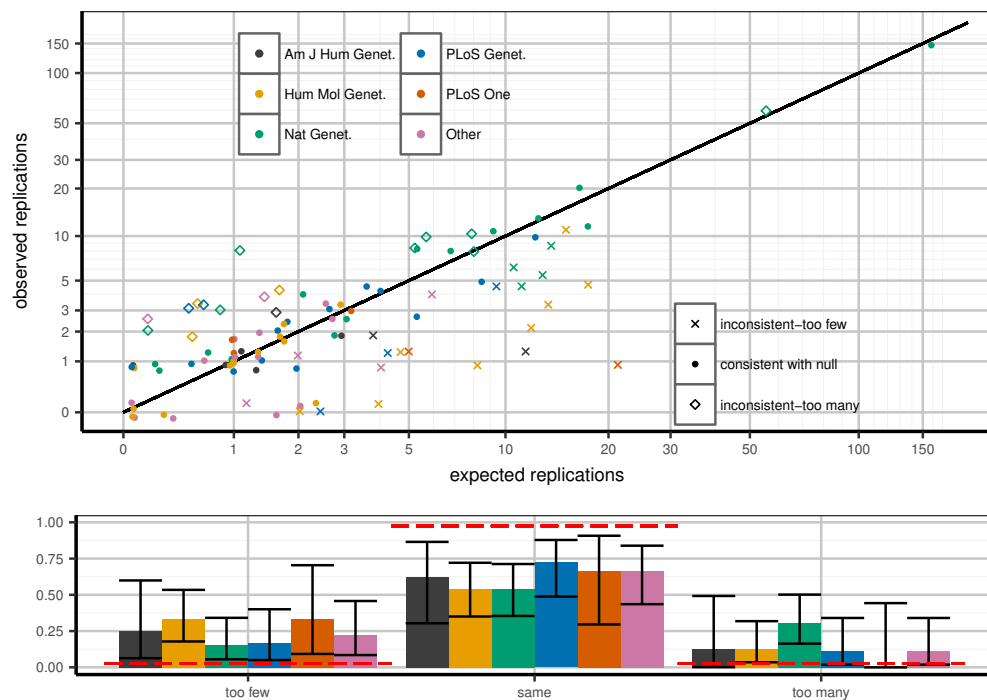 observed replications
150
100
50
30
20
10
5
3
2
1
0
Am J Hum Genet.
Hum Mol Genet.
Nat Genet.
PLoS Genet.
PLoS One
Other
inconsistent−too few
consistent with null
inconsistent−too many
0 1 2 3 5 10 20 30 50 100 150
expected replications
1.00
0.75
0.50
0.25
0.00
too few same too many